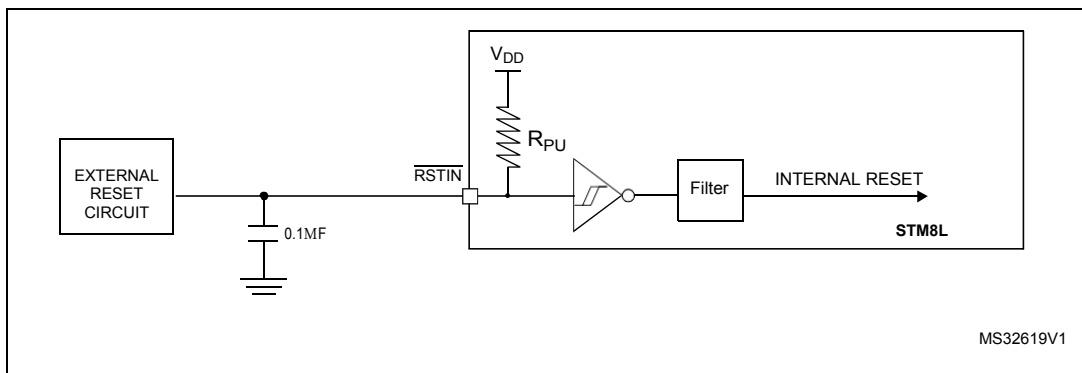 V_DD
R_PU
EXTERNAL
RESET
CIRCUIT
RSTIN
Filter
INTERNAL RESET
STM8L
0.1MF
MS32619V1